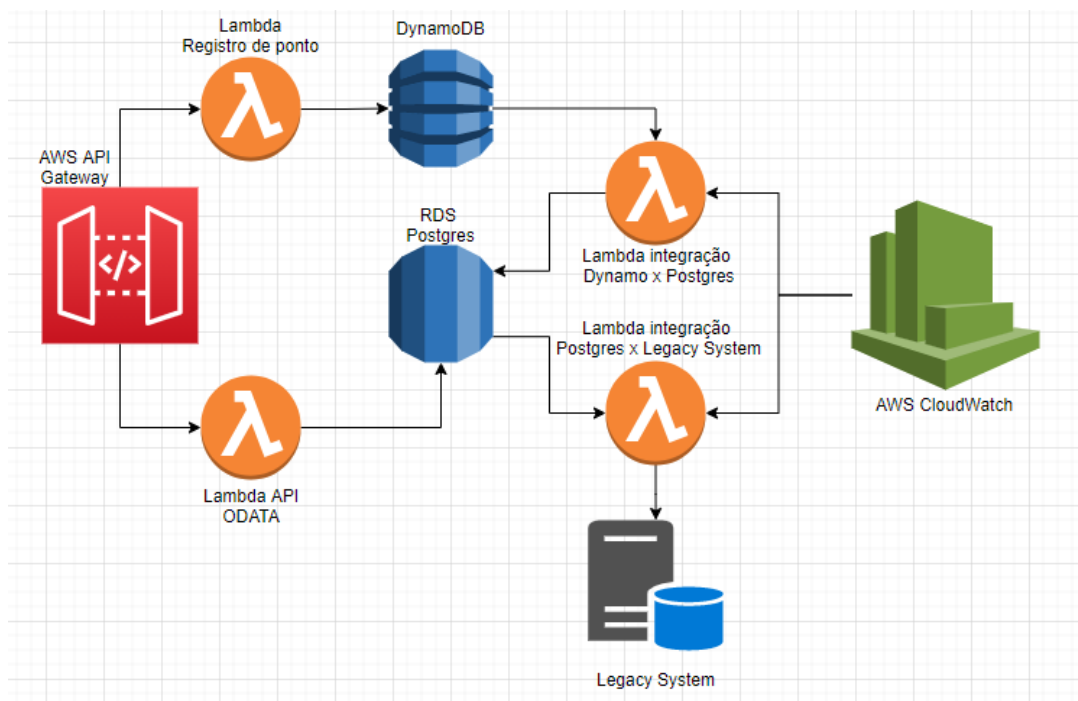 Lambda
Registro de ponto
DynamoDB
AWS API
Gateway
</>
RDS
Postgres
Lambda integração
Dynamo x Postgres
Lambda integração
Postgres x Legacy System
AWS CloudWatch
Lambda API
ODATA
Legacy System